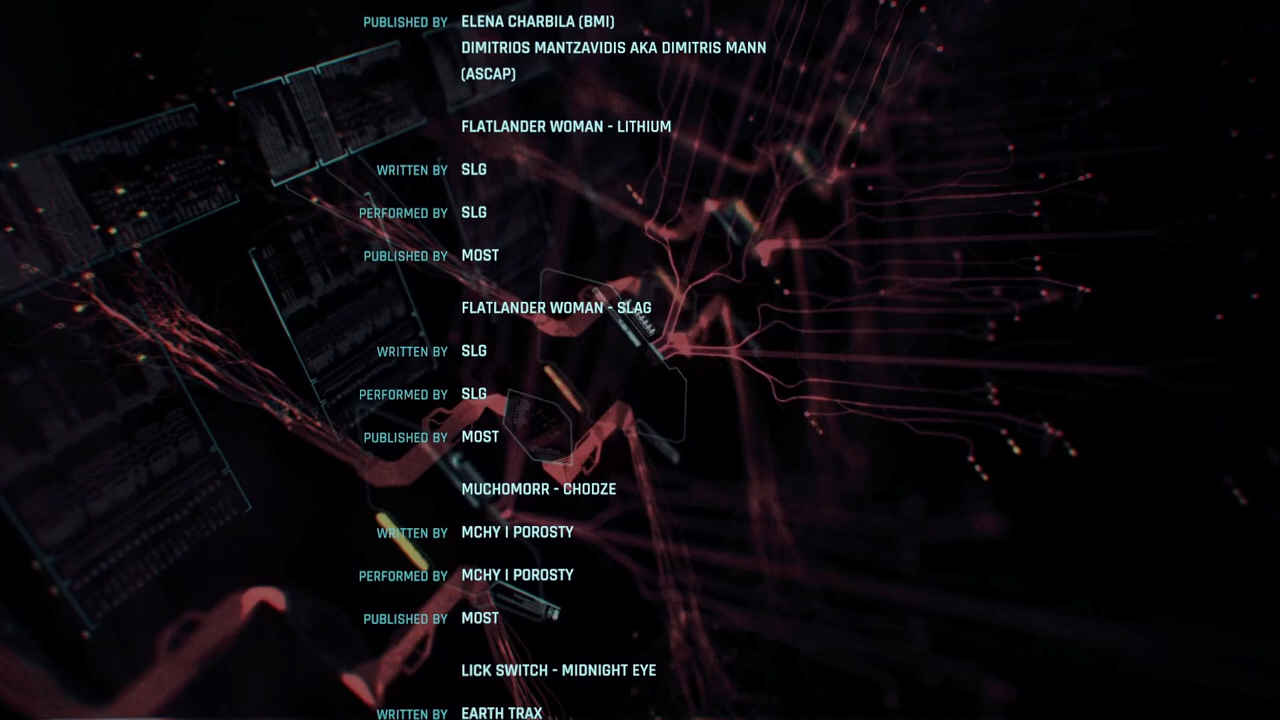 PUBLISHED BY ELENA CHARBILA (BMI)
DIMITRIOS MANTZAVIDIS AKA DIMITRIS MANN
(ASCAP)
FLATLANDER WOMAN - LITHIUM
WRITTEN BY SLG
PERFORMED BY SLG
PUBLISHED BY MOST
FLATLANDER WOMAN - SLAG
WRITTEN BY SLG
PERFORMED BY SLG
PUBLISHED BY MOST
MUCHOMORR - CHODZE
WRITTEN BY MCHY I POROSTY
PERFORMED BY MCHY I POROSTY
PUBLISHED BY MOST
LICK SWITCH - MIDNIGHT EYE
WRITTEN BY EARTH TRAX